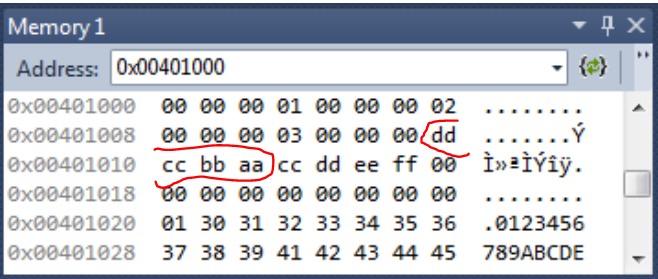 Memory 1
Address: 0x00401000
0x00401000 00 00 00 01 00 00 00 02 ........
0x00401008 00 00 00 03 00 00 00 dd .......Ý
0x00401010 cc bb aa cc dd ee ff 00 Ì»ªÌÝîÿ.
0x00401018 00 00 00 00 00 00 00 00 ........
0x00401020 01 30 31 32 33 34 35 36 .0123456
0x00401028 37 38 39 41 42 43 44 45 789ABCDE